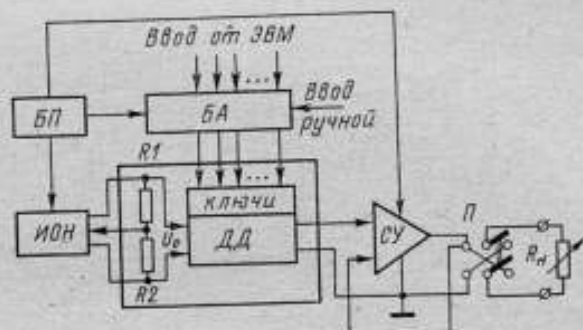 Ввод от ЭВМ
БП
БА
Ввод
ручной
R1
ключи
ИОН
U₀
ДД
R2
СУ
П
Rн